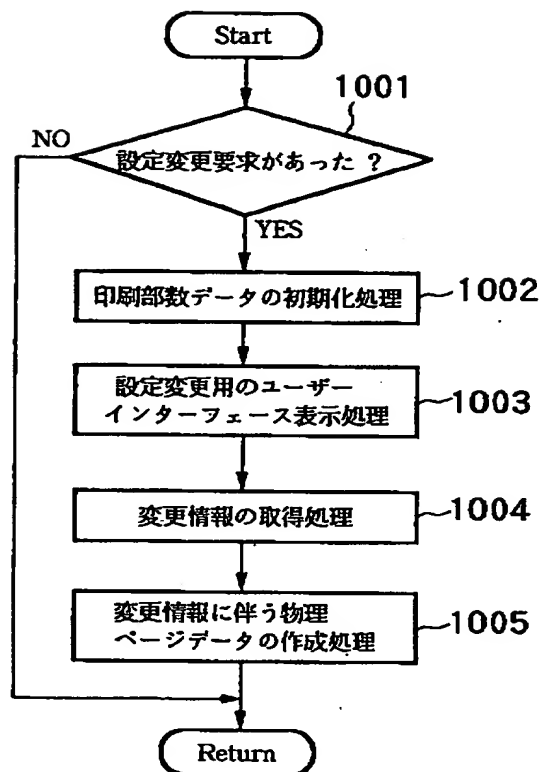 Start
1001
NO
設定変更要求があった ?
YES
印刷部数データの初期化処理
1002
設定変更用のユーザー
インターフェース表示処理
1003
変更情報の取得処理
1004
変更情報に伴う物理
ページデータの作成処理
1005
Return